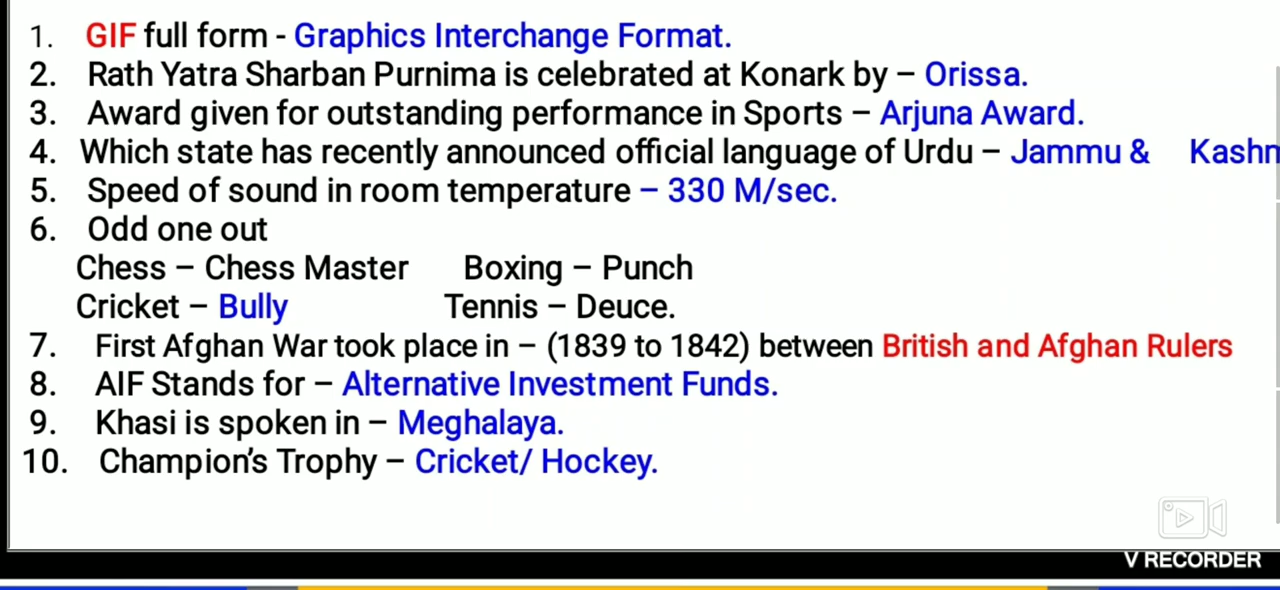 1. GIF full form - Graphics Interchange Format.
2. Rath Yatra Sharban Purnima is celebrated at Konark by – Orissa.
3. Award given for outstanding performance in Sports – Arjuna Award.
4. Which state has recently announced official language of Urdu – Jammu &
5. Speed of sound in room temperature – 330 M/sec.
6. Odd one out
Chess – Chess Master Boxing – Punch
Cricket – Bully Tennis – Deuce.
7. First Afghan War took place in – (1839 to 1842) between British and Afghan Rulers
8. AIF Stands for – Alternative Investment Funds.
9. Khasi is spoken in – Meghalaya.
10. Champion's Trophy – Cricket/ Hockey.
V RECORDER